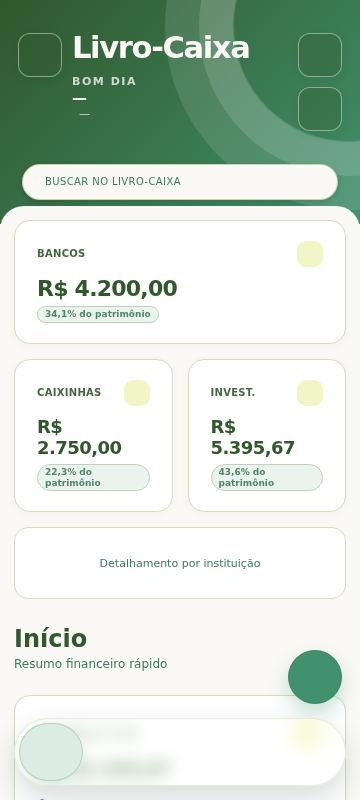 Livro-Caixa
BOM DIA
—
—
BUSCAR NO LIVRO-CAIXA
BANCOS
R$ 4.200,00
34,1% do patrimônio
CAIXINHAS
R$
2.750,00
22,3% do
patrimônio
INVEST.
R$
5.395,67
43,6% do
patrimônio
Detalhamento por instituição
Início
Resumo financeiro rápido